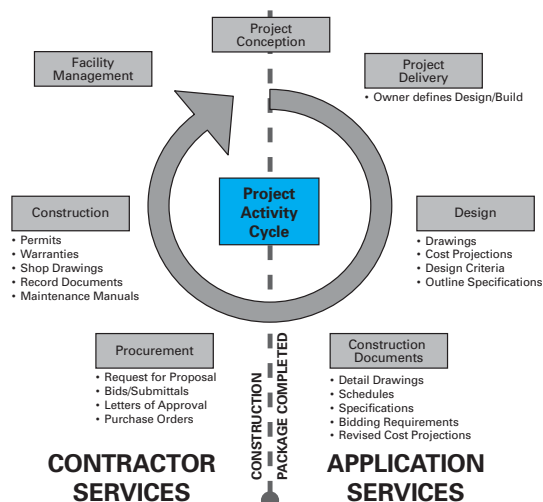 Project
Conception
Facility
Management
Project
Delivery
• Owner defines Design/Build
Project
Activity
Cycle
Construction
• Permits
• Warranties
• Shop Drawings
• Record Documents
• Maintenance Manuals
Design
• Drawings
• Cost Projections
• Design Criteria
• Outline Specifications
Procurement
• Request for Proposal
• Bids/Submittals
• Letters of Approval
• Purchase Orders
Construction
Documents
• Detail Drawings
• Schedules
• Specifications
• Bidding Requirements
• Revised Cost Projections
CONSTRUCTION
PACKAGE COMPLETED
CONTRACTOR
SERVICES
APPLICATION
SERVICES